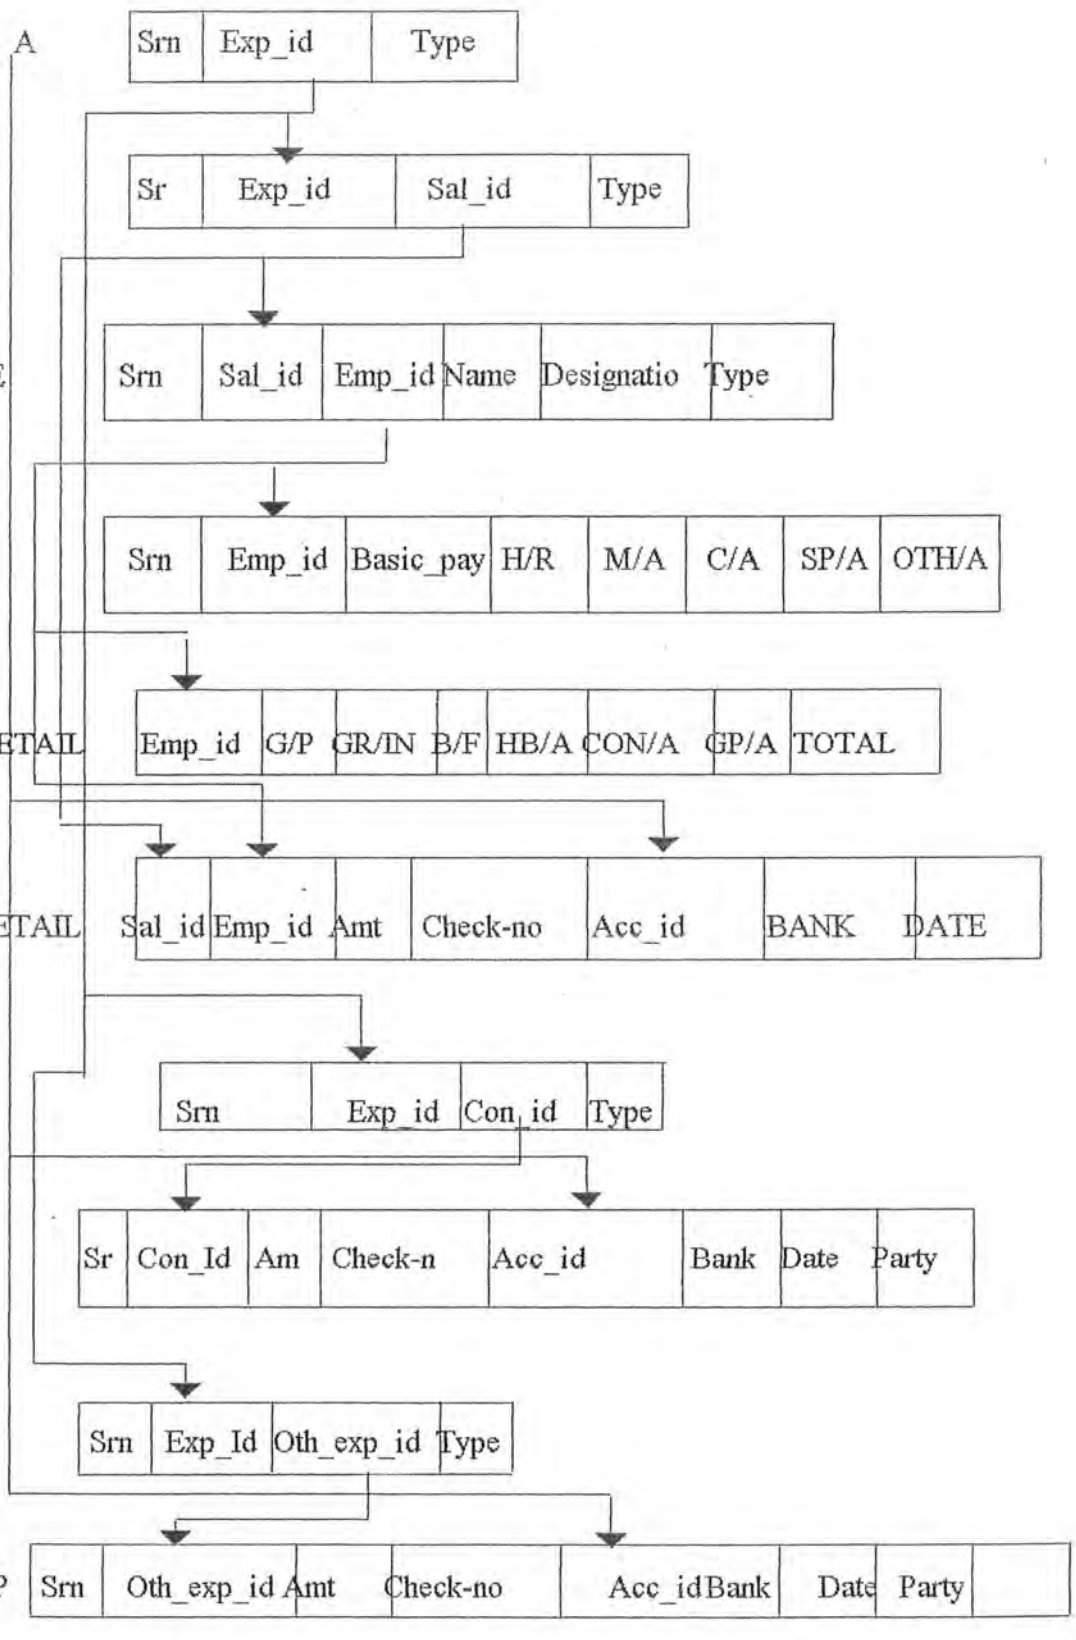 A Srn Exp_id Type
Sr Exp_id Sal_id Type
E Srn Sal_id Emp_id Name Designatio Type
Srn Emp_id Basic_pay H/R M/A C/A SP/A OTH/A
ETAIL Emp_id G/P GR/IN B/F HB/A CON/A GP/A TOTAL
ETAIL Sal_id Emp_id Amt Check-no Acc_id BANK DATE
Srn Exp_id Con_id Type
Sr Con_Id Am Check-n Acc_id Bank Date Party
Srn Exp_Id Oth_exp_id Type
P Srn Oth_exp_id Amt Check-no Acc_id Bank Date Party